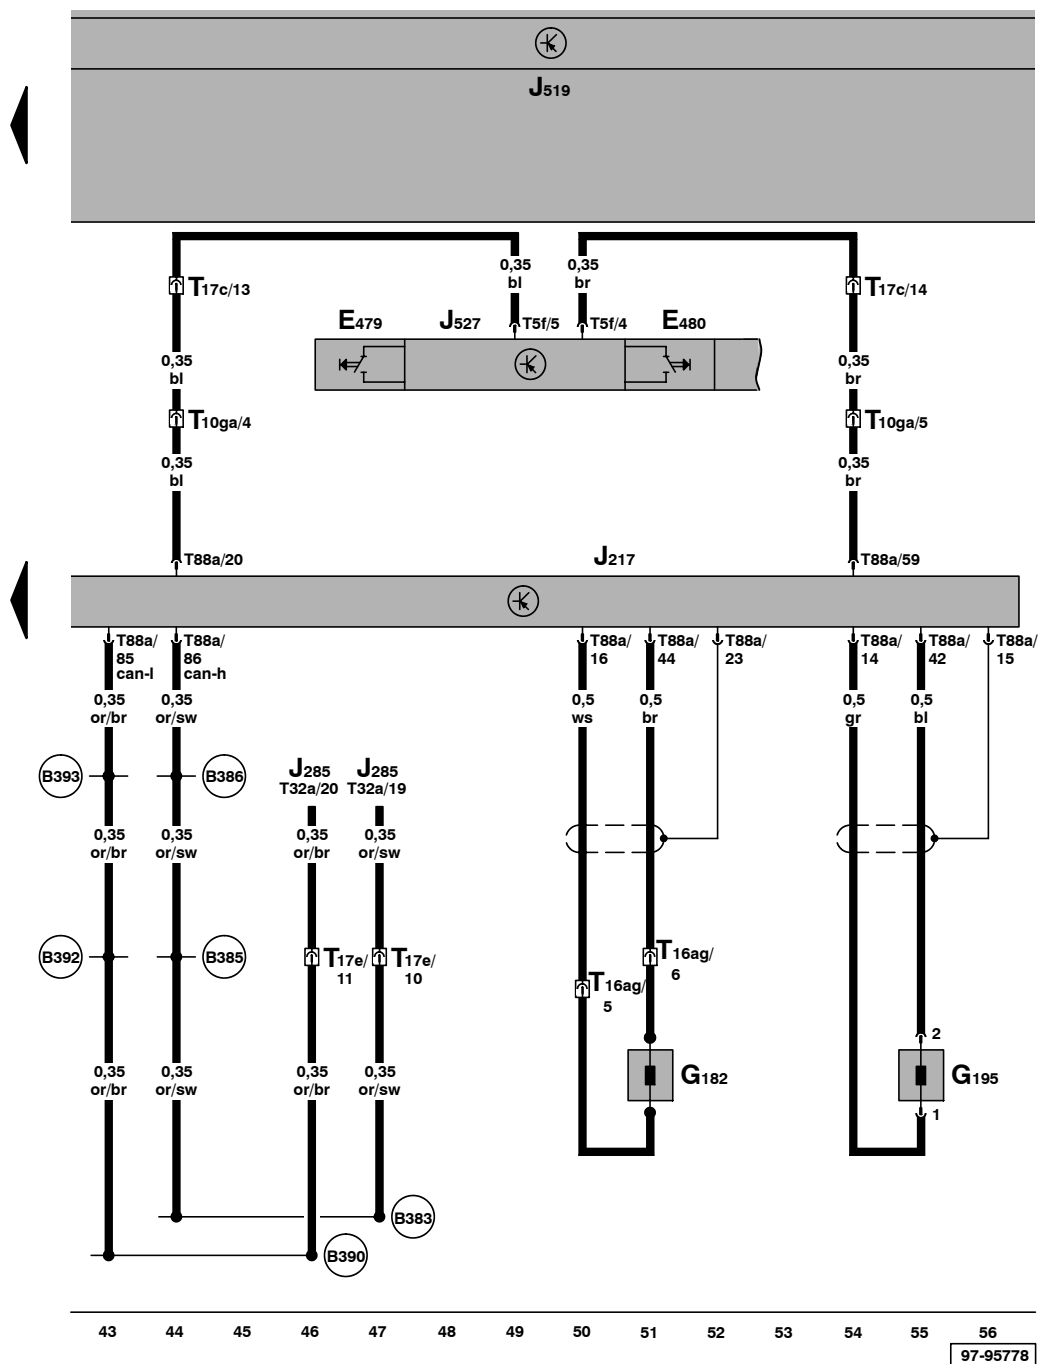 J519
0,35 0,35
bl br
T17c/13 T17c/14
E479 J527 T5f/5 T5f/4 E480
0,35 0,35
bl br
T10ga/4 T10ga/5
0,35 0,35
bl br
T88a/20 J217 T88a/59
T88a/ T88a/ T88a/ T88a/ T88a/ T88a/ T88a/ T88a/
85 86 16 44 23 14 42 15
can-l can-h
0,35 0,35 0,5 0,5 0,5 0,5
or/br or/sw ws br gr bl
B393 B386 J285 J285
T32a/20 T32a/19
0,35 0,35 0,35 0,35
or/br or/sw or/br or/sw
B392 B385 T17e/ T17e/ T16ag/
11 10 6
T16ag/
5
2
0,35 0,35 0,35 0,35 G182 G195
or/br or/sw or/br or/sw
1
B383
B390
43 44 45 46 47 48 49 50 51 52 53 54 55 56
97-95778